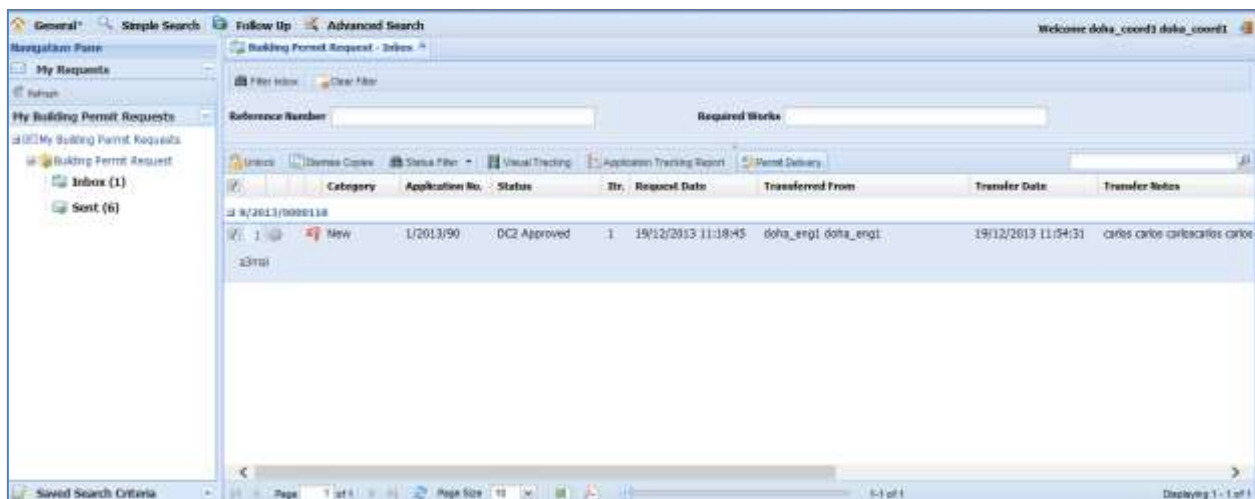 General Simple Search Follow Up Advanced Search Welcome doha_coord1 doha_coord1
Navigation Pane Building Permit Request - Inbox
My Requests
Filter Inbox Clear Filter
Refresh
My Building Permit Requests Reference Number Required Works
My Building Permit Requests
Building Permit Request
Unlock Dismiss Copies Status Filter Visual Tracking Application Tracking Report Permit Delivery
Inbox (1)
Category Application No. Status Itr. Request Date Transferred From Transfer Date Transfer Notes
Sent (6)
/2013/0000118
1 New 1/2013/90 DC2 Approved 1 19/12/2013 11:18:45 doha_eng1 doha_eng1 19/12/2013 11:54:31 carlos carlos carloscarlos carlos
Saved Search Criteria Page 1 of 1 Page Size 10 1-1 of 1 Displaying 1 - 1 of 1